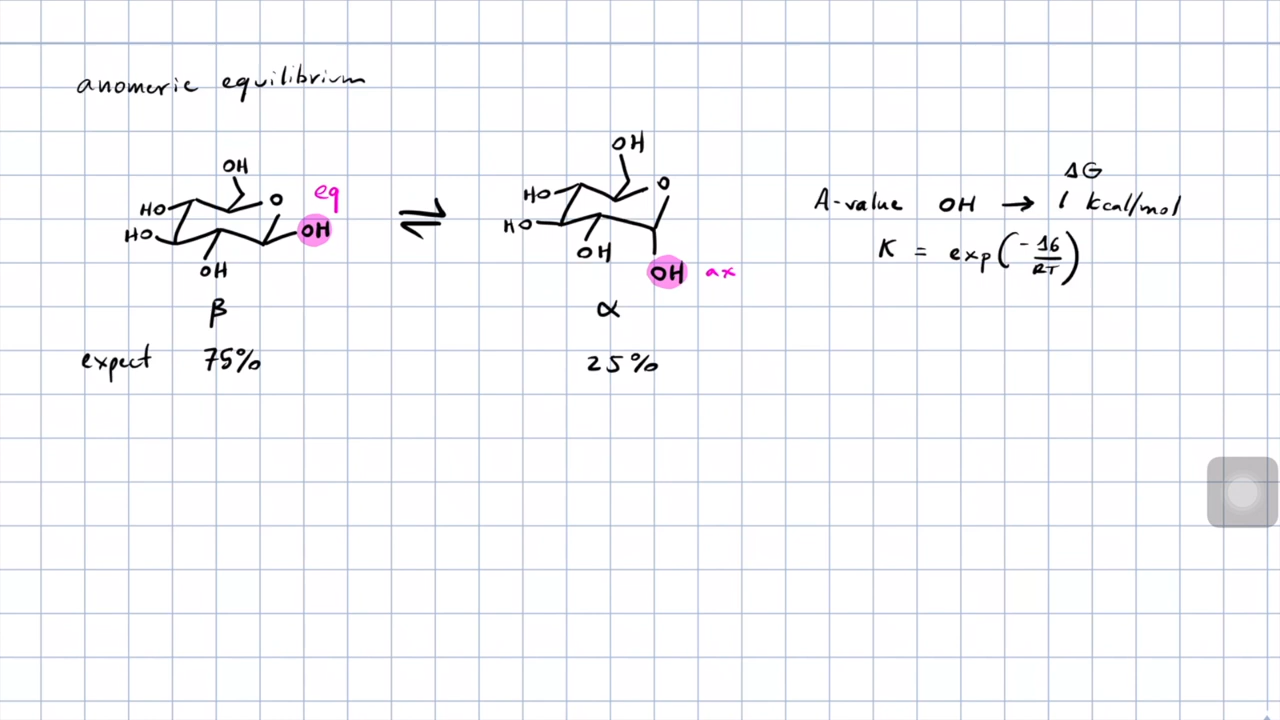 anomeric equilibrium
OH
HO
HO
O
OH
OH
eq
β
⇌
OH
HO
HO
O
OH
OH
ax
α
ΔG
A-value OH → 1 kcal/mol
K = exp(-ΔG/RT)
expect 75% 25%